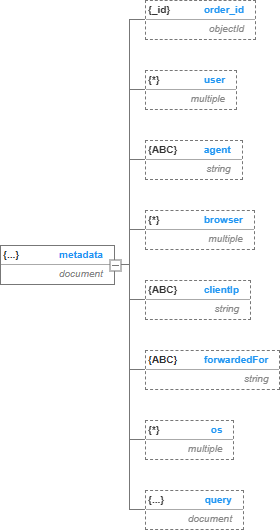 {_id} order_id
objectId
{*} user
multiple
{ABC} agent
string
{*} browser
multiple
{...} metadata
document
{ABC} clientIp
string
{ABC} forwardedFor
string
{*} os
multiple
{...} query
document